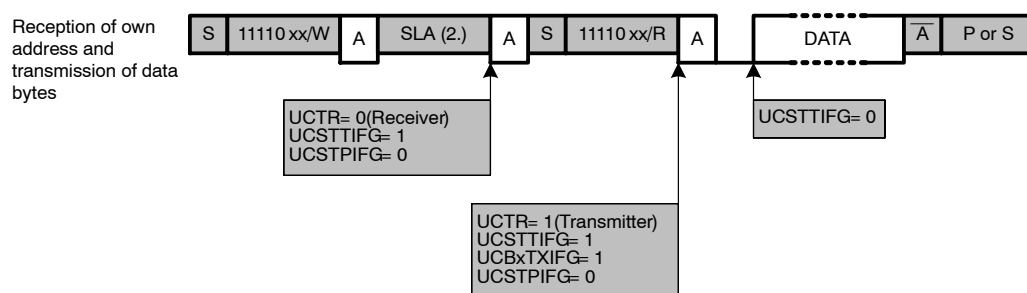 Reception of own
address and
transmission of data
bytes
S 11110 xx/W A SLA (2.) A S 11110 xx/R A DATA A P or S
UCTR= 0(Receiver)
UCSTTIFG= 1
UCSTPIFG= 0
UCSTTIFG= 0
UCTR= 1(Transmitter)
UCSTTIFG= 1
UCBxTXIFG= 1
UCSTPIFG= 0